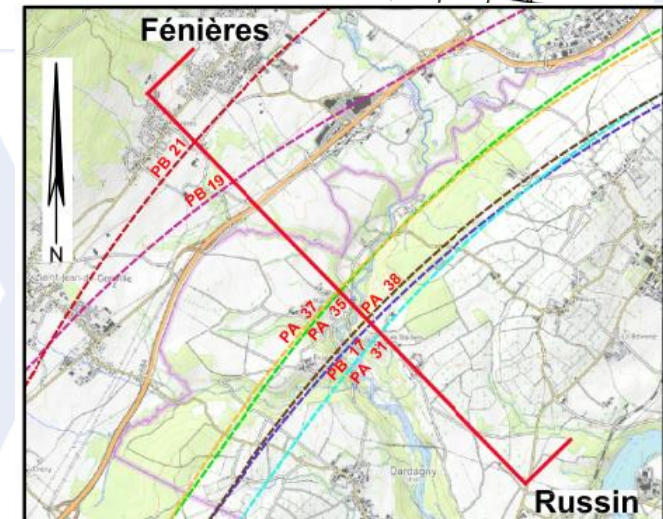 Fénières
PB 21
PB 19
N
PA 37
PA 35
PA 38
PB 17
PA 31
Dardagny
Russin